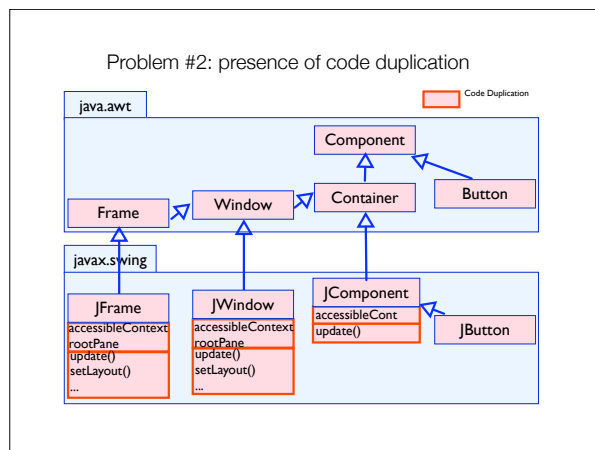 Problem #2: presence of code duplication
Code Duplication
java.awt
Component
Frame
Window
Container
Button
javax.swing
JFrame
accessibleContext
rootPane
update()
setLayout()
...
JWindow
accessibleContext
rootPane
update()
setLayout()
...
JComponent
accessibleCont
update()
JButton